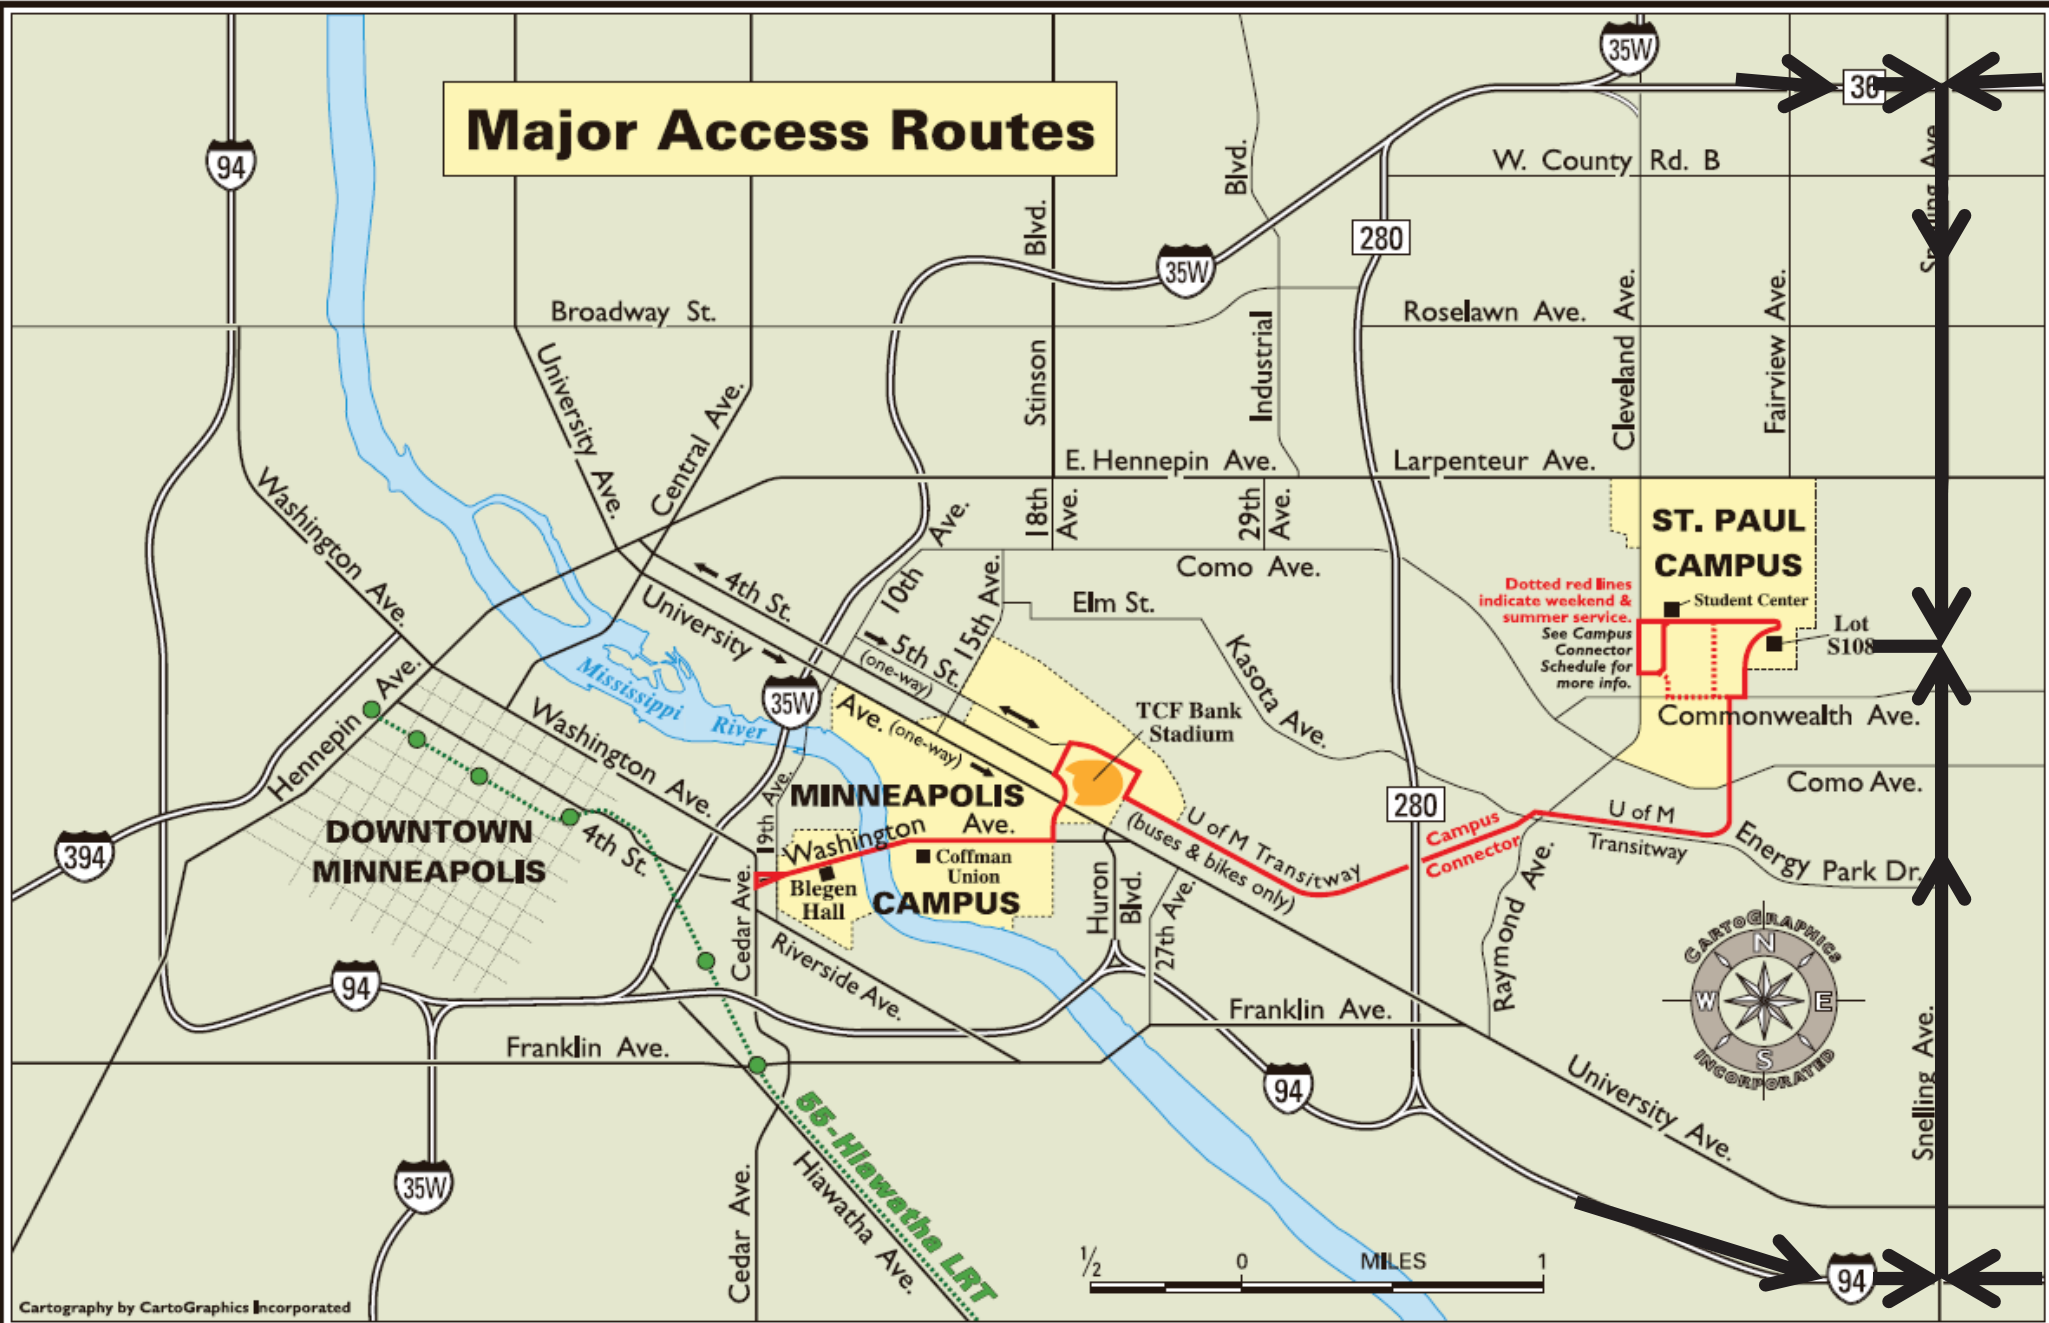 Major Access Routes
35W
36
94
W. County Rd. B
Blvd.
Blvd.
280
35W
Snelling Ave.
Broadway St.
Roselawn Ave.
Cleveland Ave.
Fairview Ave.
Industrial
Stinson
University Ave.
Central Ave.
E. Hennepin Ave.
Larpenteur Ave.
Washington Ave.
10th Ave.
18th Ave.
29th Ave.
ST. PAUL
CAMPUS
Como Ave.
4th St.
University
15th Ave.
Elm St.
Dotted red lines
indicate weekend &
summer service.
See Campus
Connector
Schedule for
more info.
Student Center
Lot
S108
5th St.
(one-way)
Kasota Ave.
Mississippi River
35W
Hennepin Ave.
Washington Ave.
Ave. (one-way)
TCF Bank
Stadium
Commonwealth Ave.
Como Ave.
MINNEAPOLIS
19th Ave.
Washington Ave.
280
U of M Transitway
(buses & bikes only)
Campus
Connector
U of M
Transitway
Energy Park Dr.
DOWNTOWN
MINNEAPOLIS
4th St.
394
Coffman
Union
Blegen
Hall
CAMPUS
Cedar Ave.
Huron Blvd.
27th Ave.
Raymond Ave.
Riverside Ave.
94
CARTOGRAPHICS
N
W E
S
INCORPORATED
Franklin Ave.
Franklin Ave.
94
University Ave.
Snelling Ave.
55-Hiawatha LRT
Hiawatha Ave.
35W
Cedar Ave.
1/2 0 MILES 1
94
Cartography by CartoGraphics Incorporated